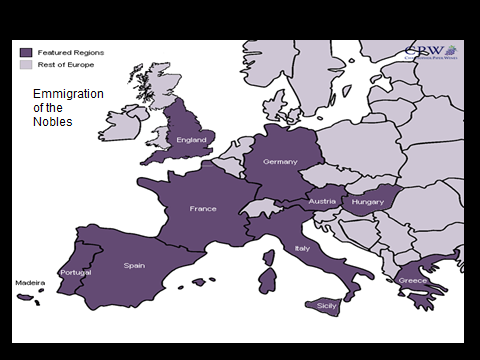 Featured Regions
Rest of Europe
CPW
Emmigration
of the
Nobles
England
Germany
Austria
Hungary
France
Italy
Spain
Portugal
Madeira
Greece
Sicily